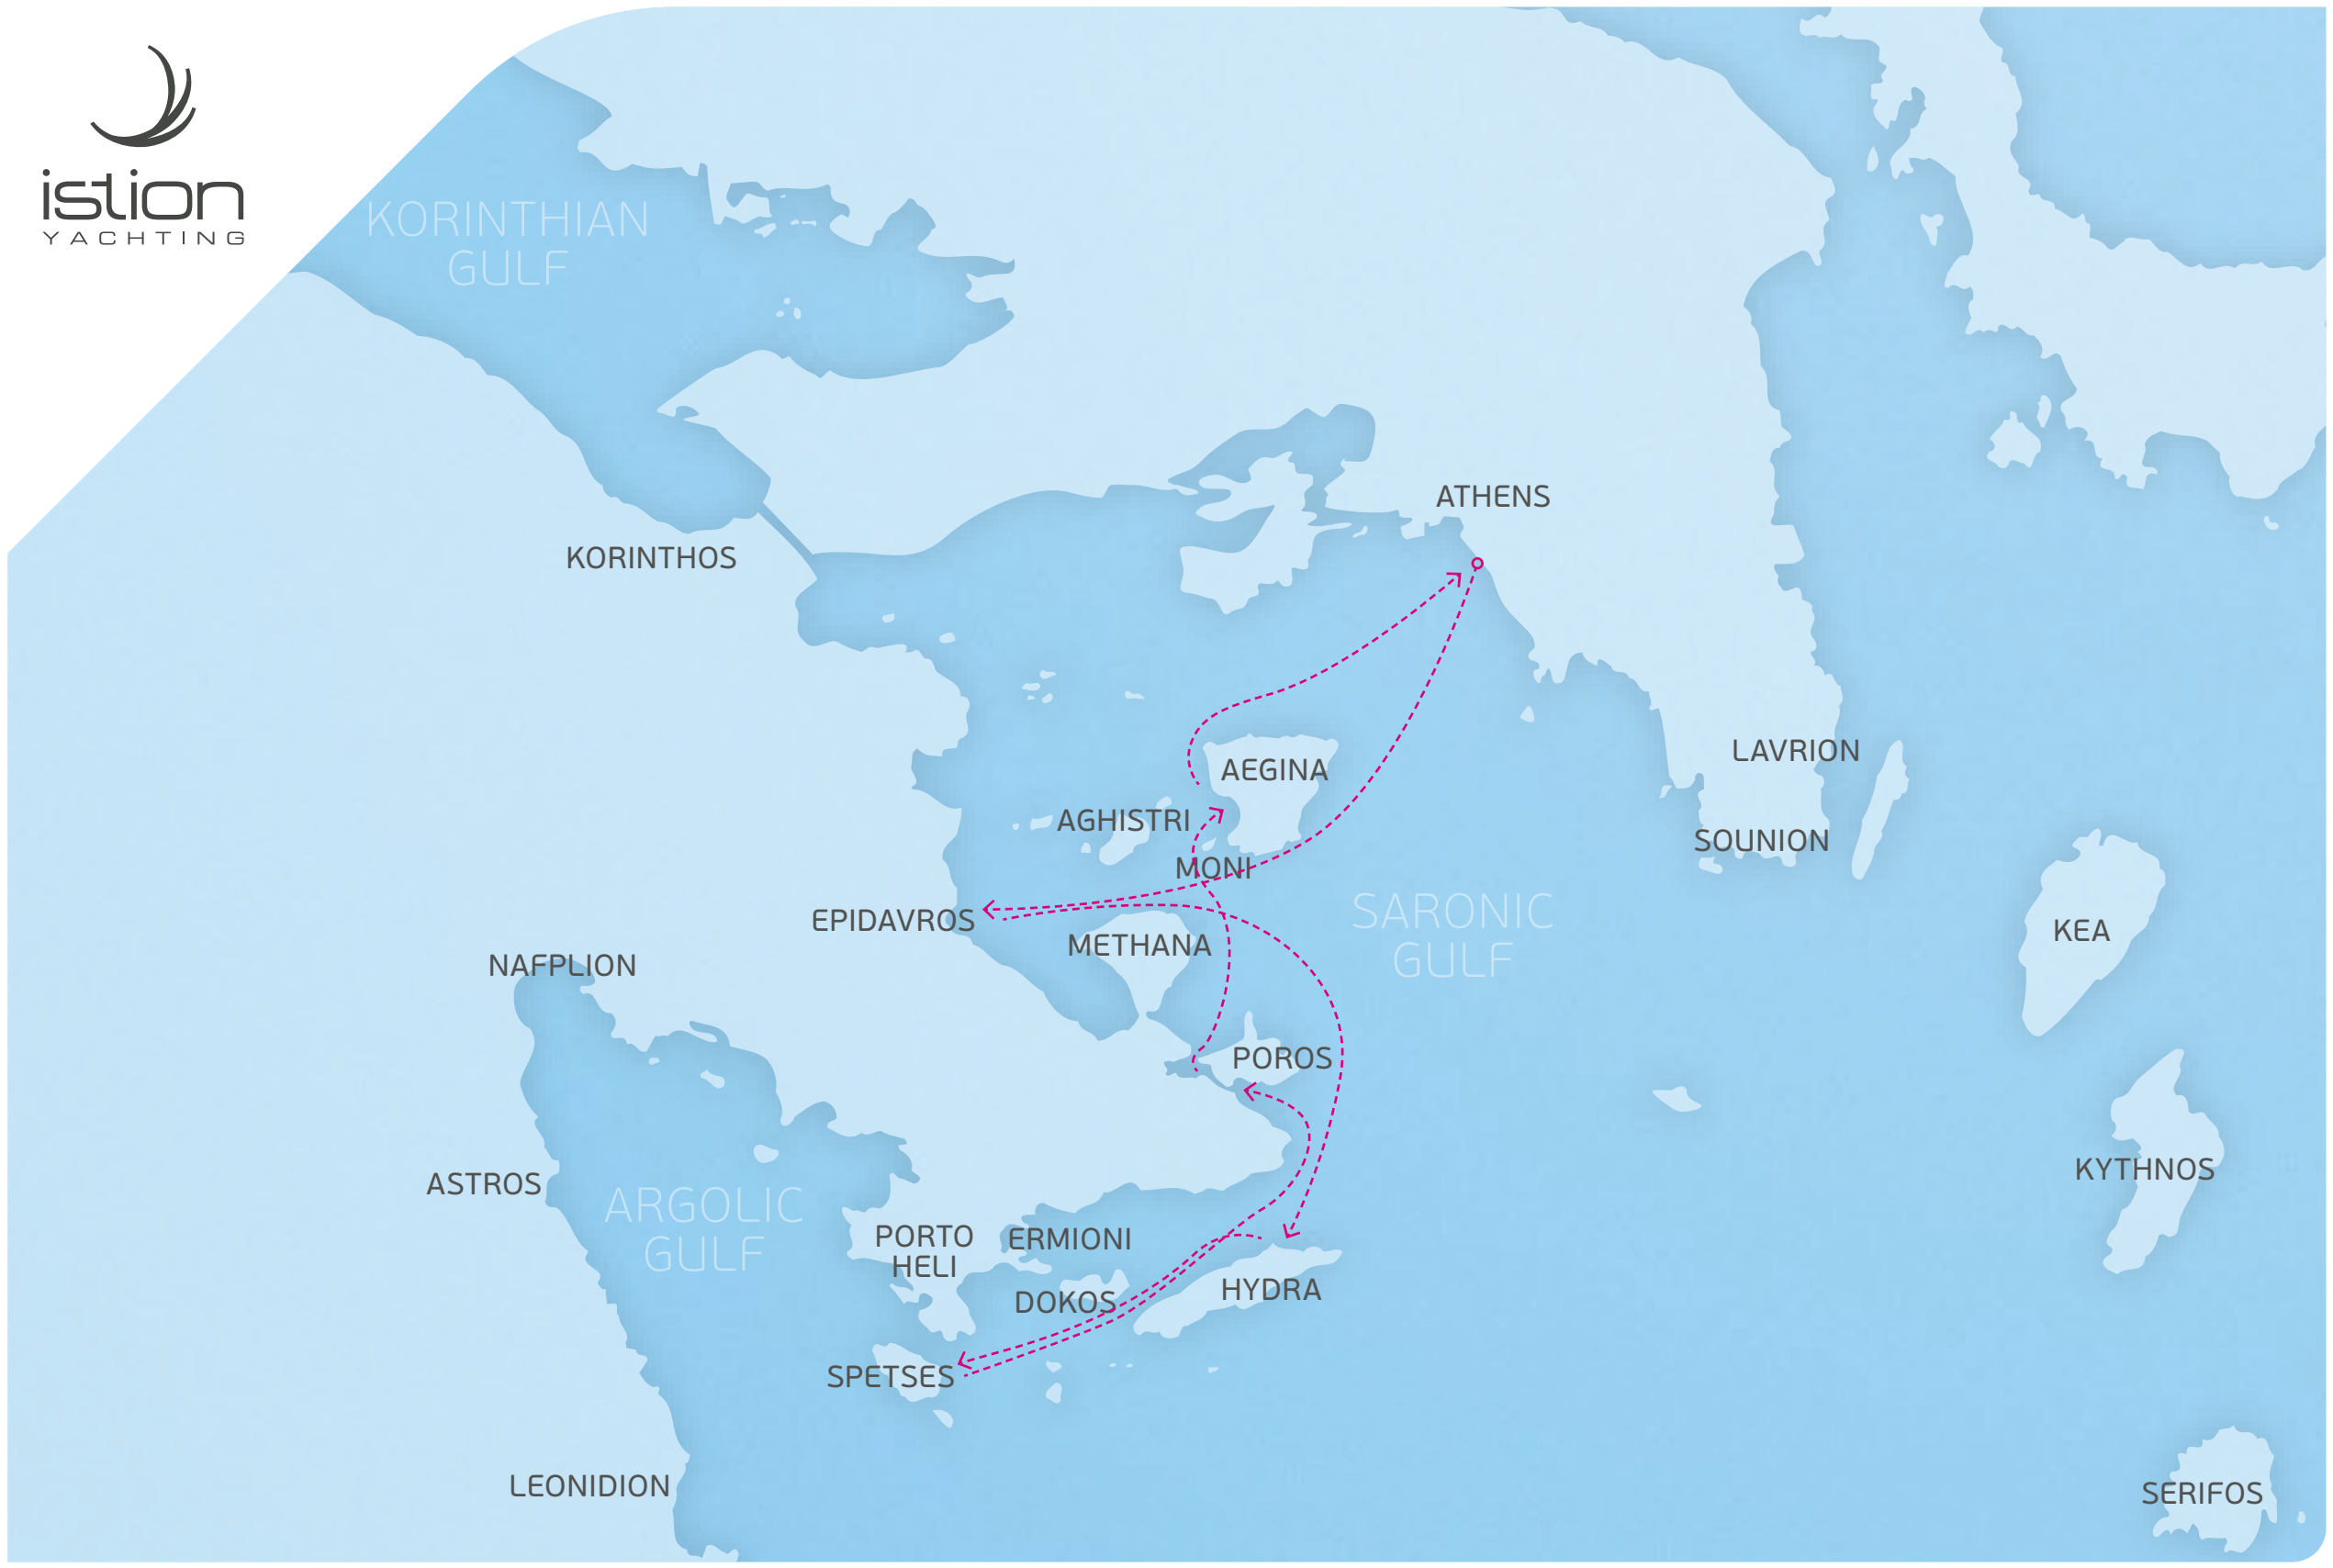 istion
YACHTING
KORINTHIAN
GULF
ATHENS
KORINTHOS
LAVRION
AEGINA
AGHISTRI
SOUNION
MONI
EPIDAVROS
SARONIC
GULF
KEA
METHANA
NAFPLION
POROS
KYTHNOS
ASTROS
ARGOLIC
GULF
PORTO
HELI
ERMIONI
HYDRA
DOKOS
SPETSES
LEONIDION
SERIFOS